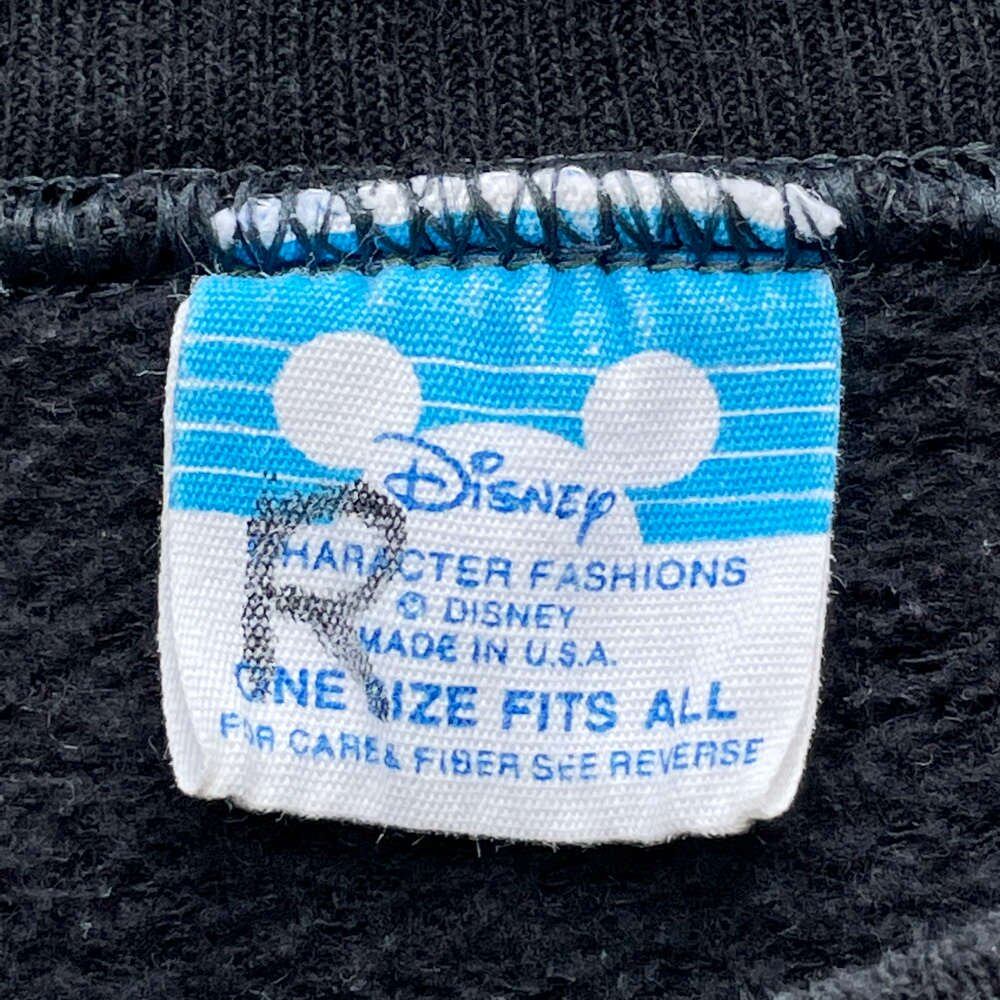 Disney
R
CHARACTER FASHIONS
© DISNEY
MADE IN U.S.A.
ONE SIZE FITS ALL
FOR CARE & FIBER SEE REVERSE